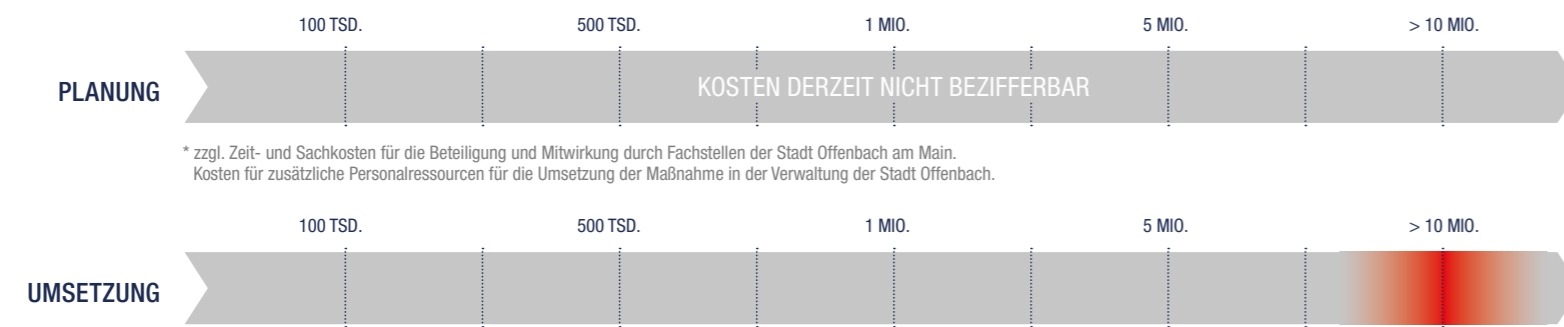 100 TSD. 500 TSD. 1 MIO. 5 MIO. > 10 MIO.
PLANUNG KOSTEN DERZEIT NICHT BEZIFFERBAR
* zzgl. Zeit- und Sachkosten für die Beteiligung und Mitwirkung durch Fachstellen der Stadt Offenbach am Main.
Kosten für zusätzliche Personalressourcen für die Umsetzung der Maßnahme in der Verwaltung der Stadt Offenbach.
100 TSD. 500 TSD. 1 MIO. 5 MIO. > 10 MIO.
UMSETZUNG